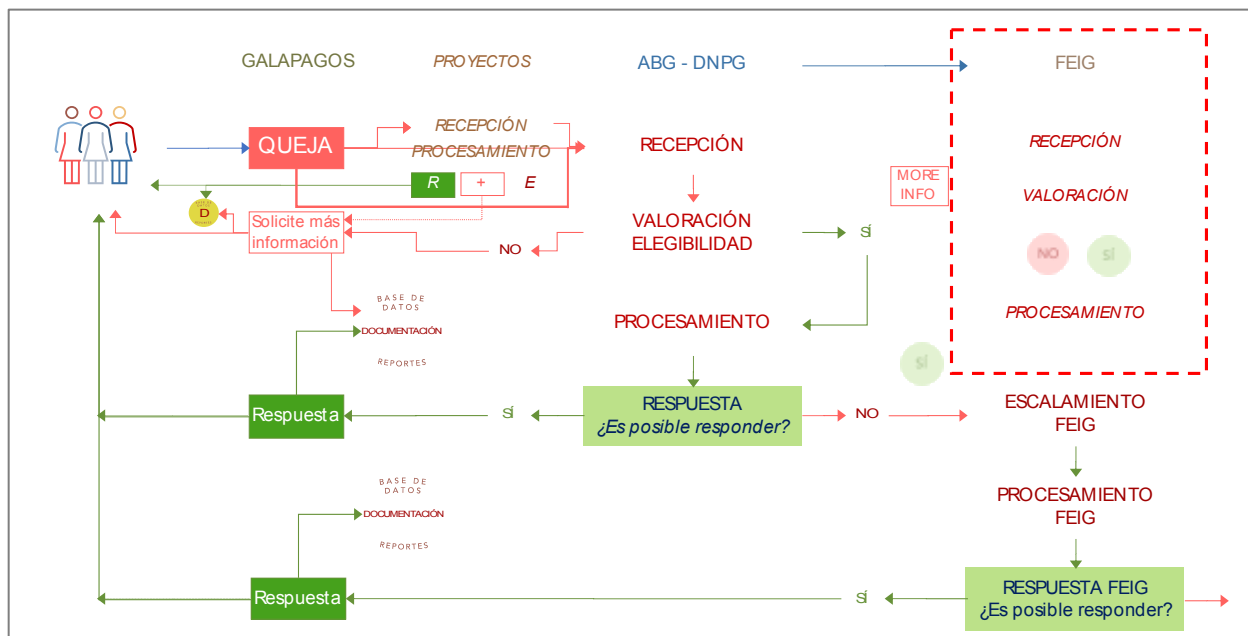 GALAPAGOS
PROYECTOS
ABG - DNPG
FEIG
QUEJA
RECEPCIÓN
PROCESAMIENTO
R
+
E
RECEPCIÓN
MORE
INFO
RECEPCIÓN
VALORACIÓN
D
Solicite más
información
NO
VALORACIÓN
ELEGIBILIDAD
SÍ
NO
SÍ
BASE DE
DATOS
DOCUMENTACIÓN
REPORTES
PROCESAMIENTO
PROCESAMIENTO
SÍ
Respuesta
SÍ
RESPUESTA
¿Es posible responder?
NO
ESCALAMIENTO
FEIG
BASE DE
DATOS
DOCUMENTACIÓN
REPORTES
PROCESAMIENTO
FEIG
Respuesta
SÍ
RESPUESTA FEIG
¿Es posible responder?